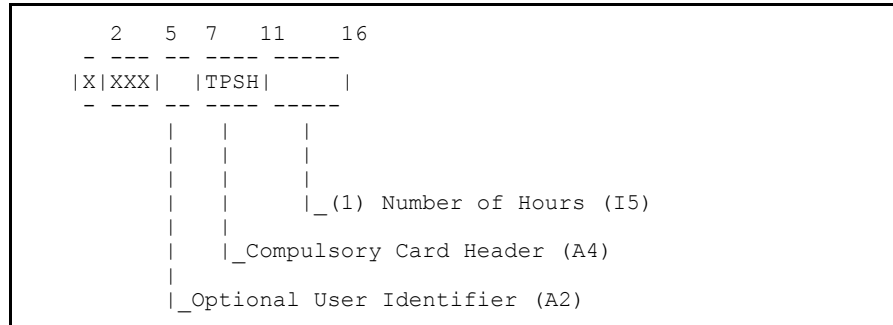 2 5 7 11 16
- --- -- ---- -----
|X|XXX| |TPSH| |
- --- -- ---- -----
| | |
| | |
| | |
| | |_(1) Number of Hours (I5)
| |
| |_Compulsory Card Header (A4)
|
|_Optional User Identifier (A2)